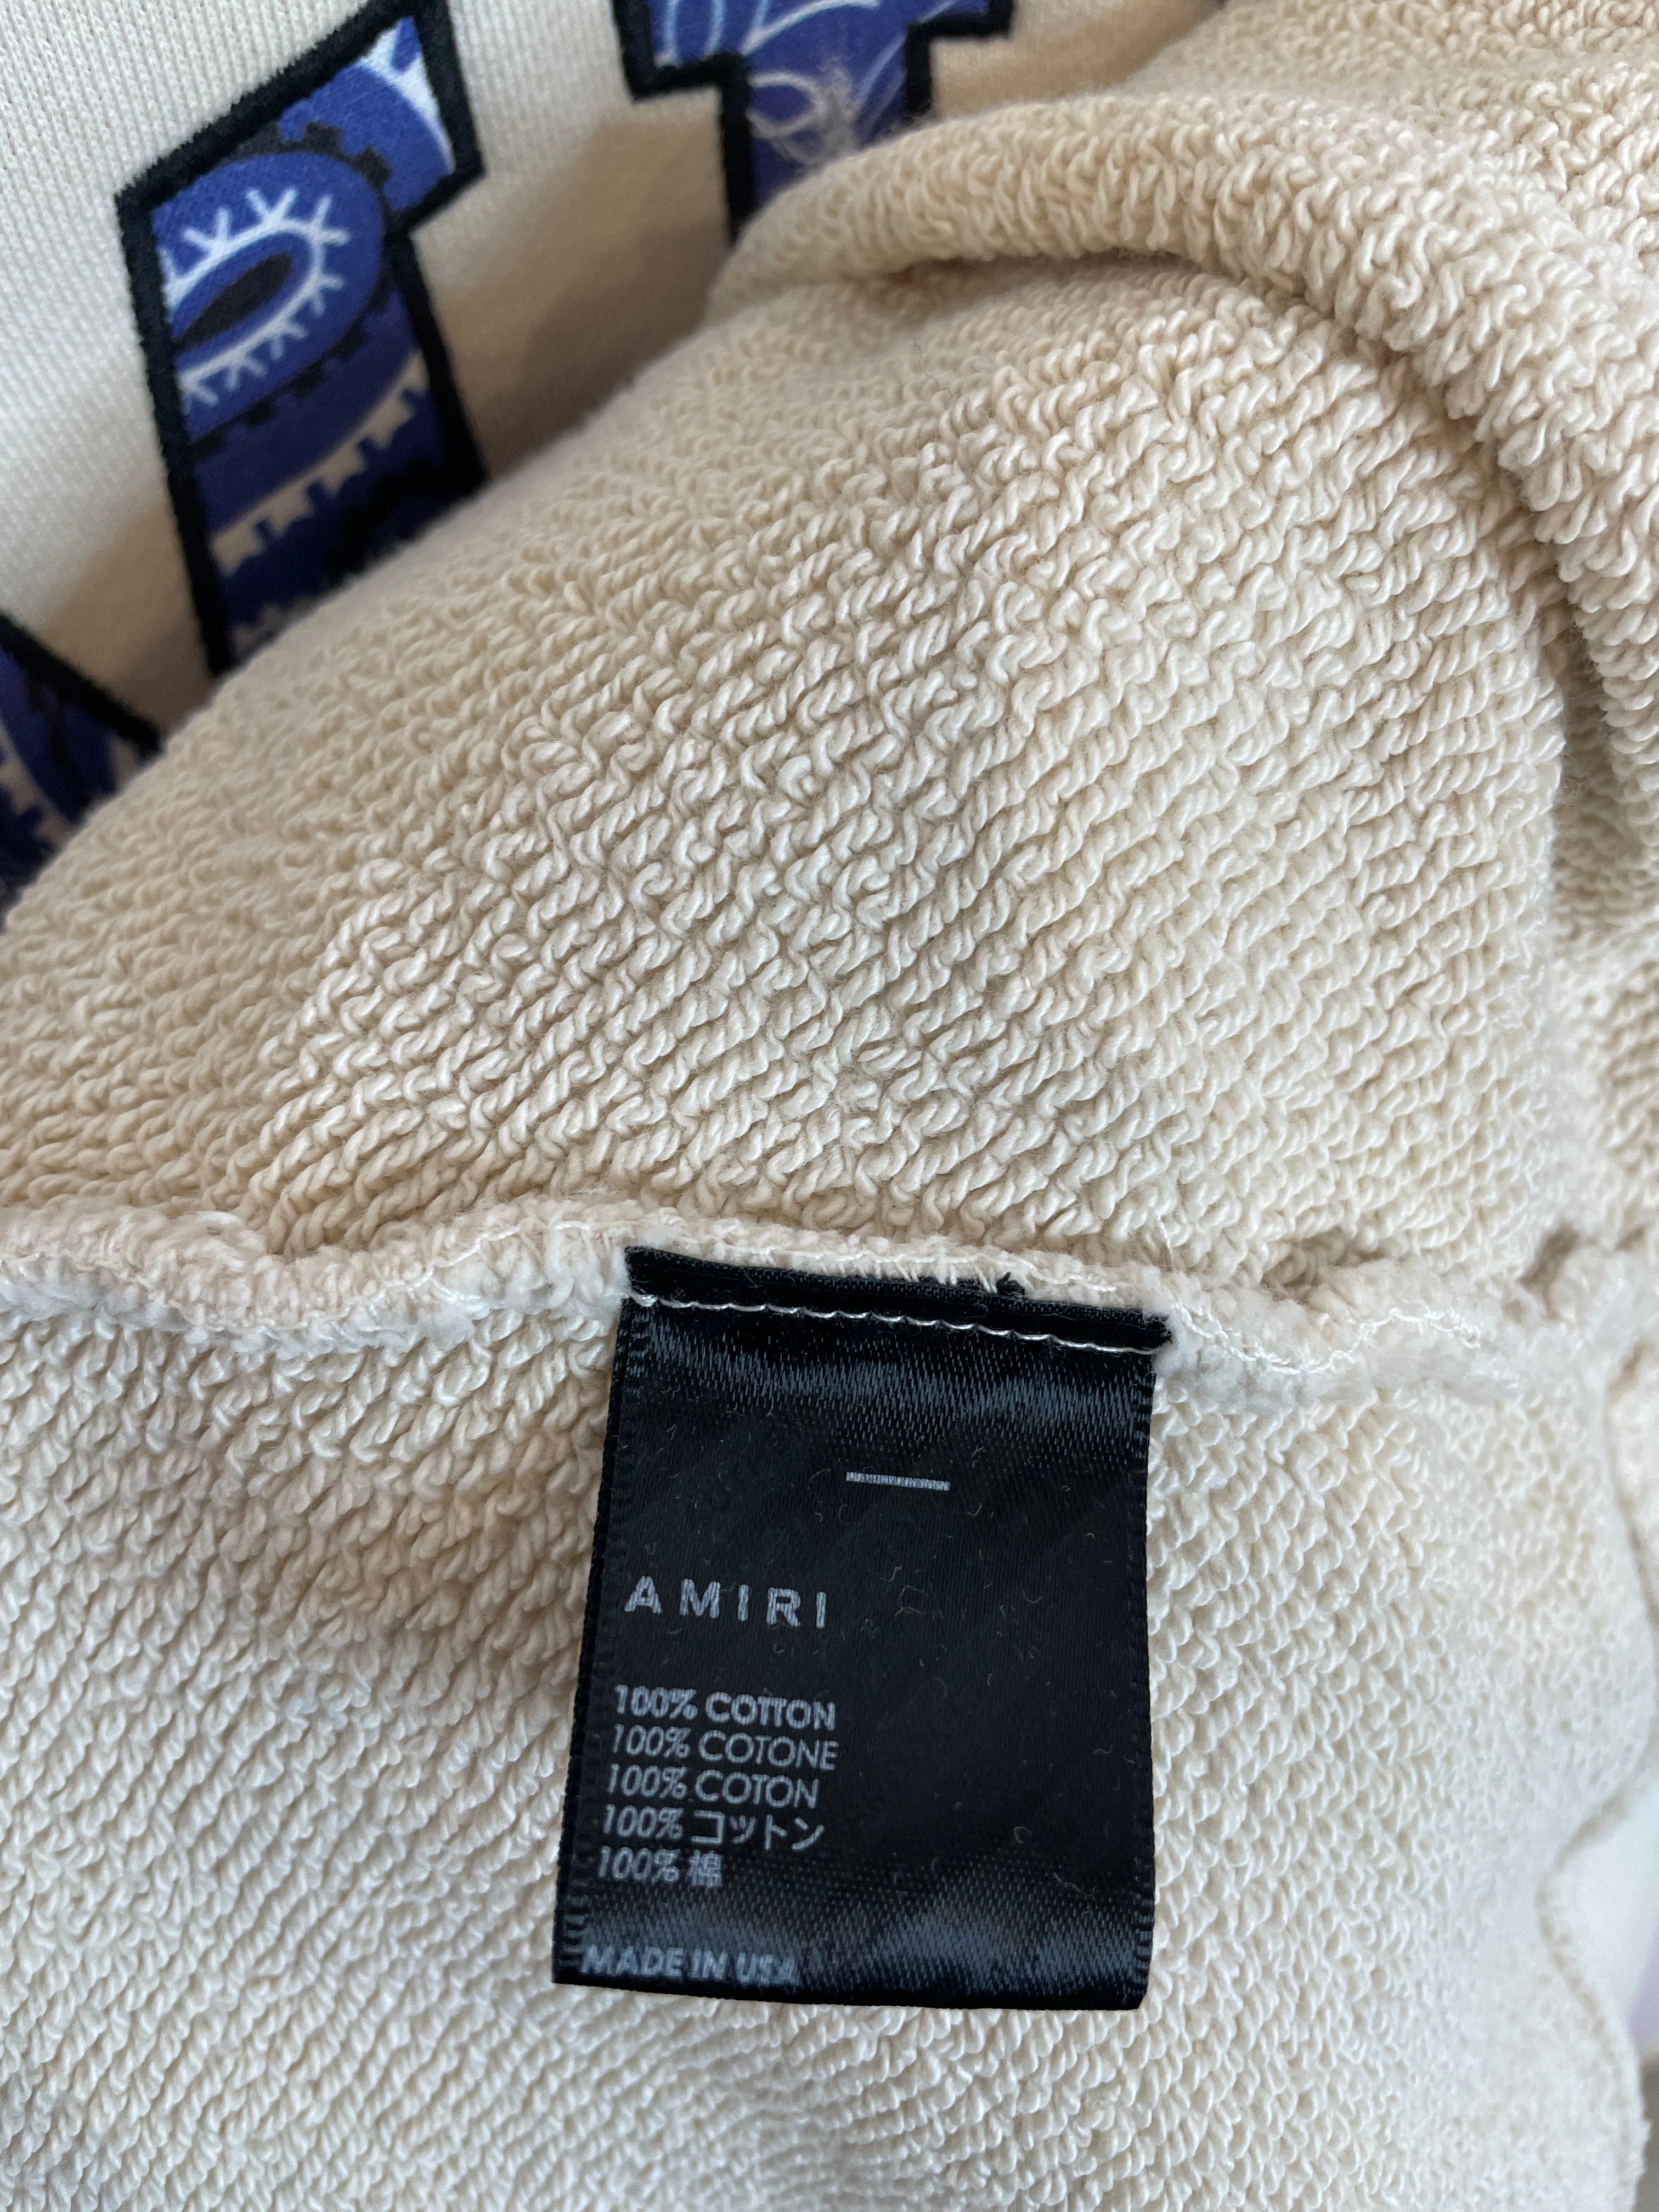 AMIRI
100% COTTON
100% COTONE
100% COTON
100% コットン
100% 棉
MADE IN USA